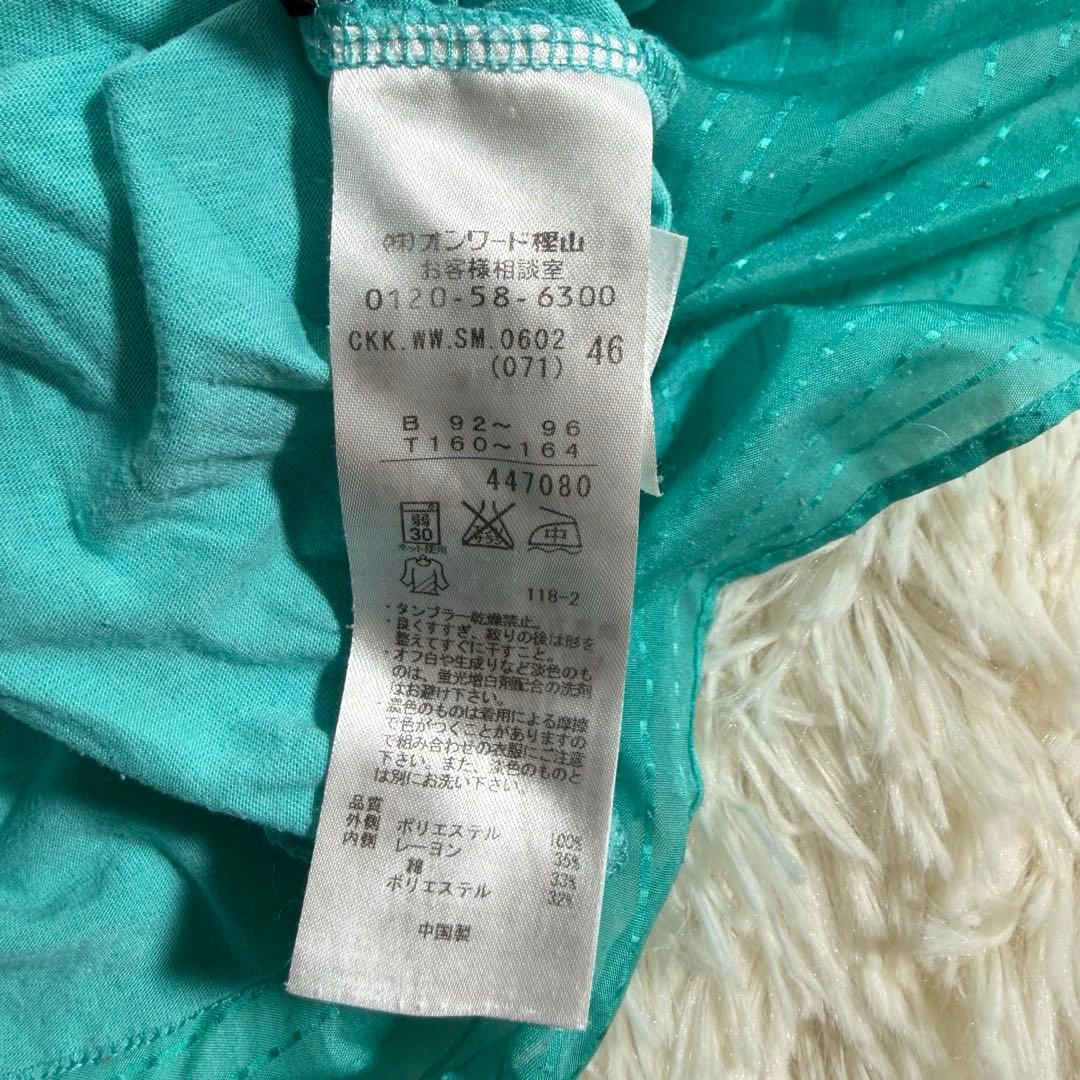 (株)オンワード樫山
お客様相談室
0120-58-6300
CKK.WW.SM.0602 46
(071)
B 92～ 96
T160～164
447080
弱
30
エンソサラシ
中
ネット使用
118-2
・タンブラー乾燥禁止。
・良くすすぎ、絞りの後は形を
整えてすぐに干すこと。
・オフ白や生成りなど淡色のも
のは、蛍光増白剤配合の洗剤
はお避け下さい。
濃色のものは着用による摩擦
で色がつくことがありますの
で組み合わせの衣服にご注意
下さい。また、淡色のものと
は別にお洗い下さい。
品質
外側 ポリエステル 100%
内側 レーヨン 35%
綿 33%
ポリエステル 32%
中国製